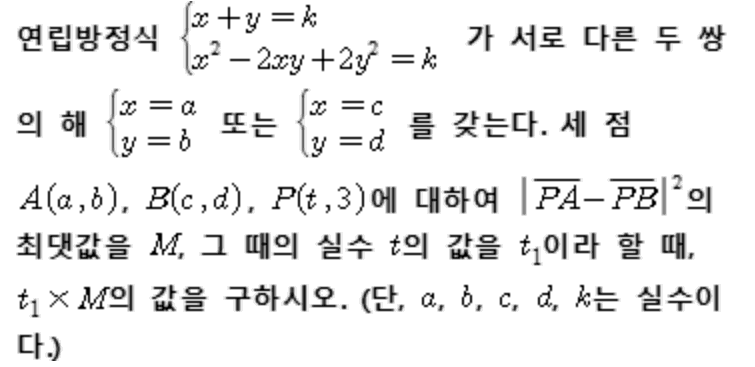 연립방정식 { x + y = k / x² − 2xy + 2y² = k 가 서로 다른 두 쌍
의 해 { x = a / y = b 또는 { x = c / y = d 를 갖는다. 세 점
A(a, b), B(c, d), P(t, 3)에 대하여 |P̅A̅ − P̅B̅|²의
최댓값을 M, 그 때의 실수 t의 값을 t₁이라 할 때,
t₁ × M의 값을 구하시오. (단, a, b, c, d, k는 실수이
다.)